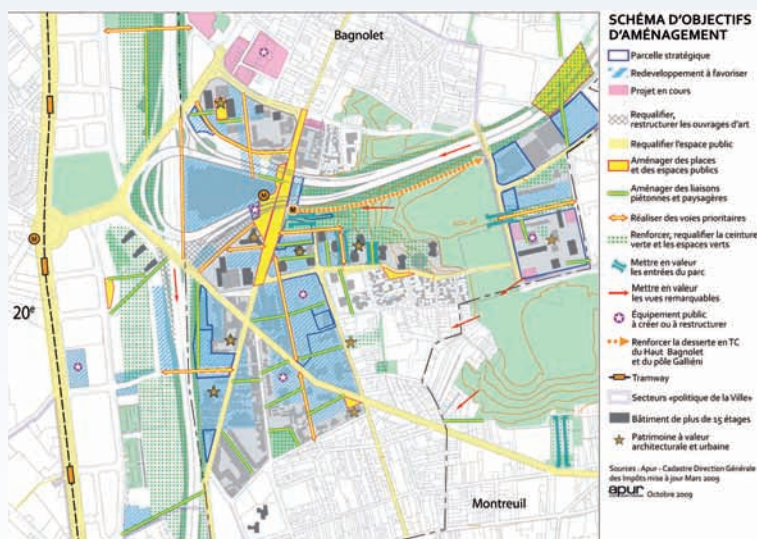 Bagnolet
20e
Montreuil
M
M
M
SCHÉMA D'OBJECTIFS
D'AMÉNAGEMENT
Parcelle stratégique
Redeveloppement à favoriser
Projet en cours
Requalifier,
restructurer les ouvrages d'art
Requalifier l'espace public
Aménager des places
et des espaces publics
Aménager des liaisons
piétonnes et paysagères
Réaliser des voies prioritaires
Renforcer, requalifier la ceinture
verte et les espaces verts
Mettre en valeur
les entrées du parc
Mettre en valeur
les vues remarquables
Équipement public
à créer ou à restructurer
Renforcer la desserte en TC
du Haut Bagnolet
et du pôle Galliéni
Tramway
Secteurs «politique de la Ville»
Bâtiment de plus de 15 étages
Patrimoine à valeur
architecturale et urbaine
Sources : Apur - Cadastre Direction Générale
des Impôts mise à jour Mars 2009
apur Octobre 2009